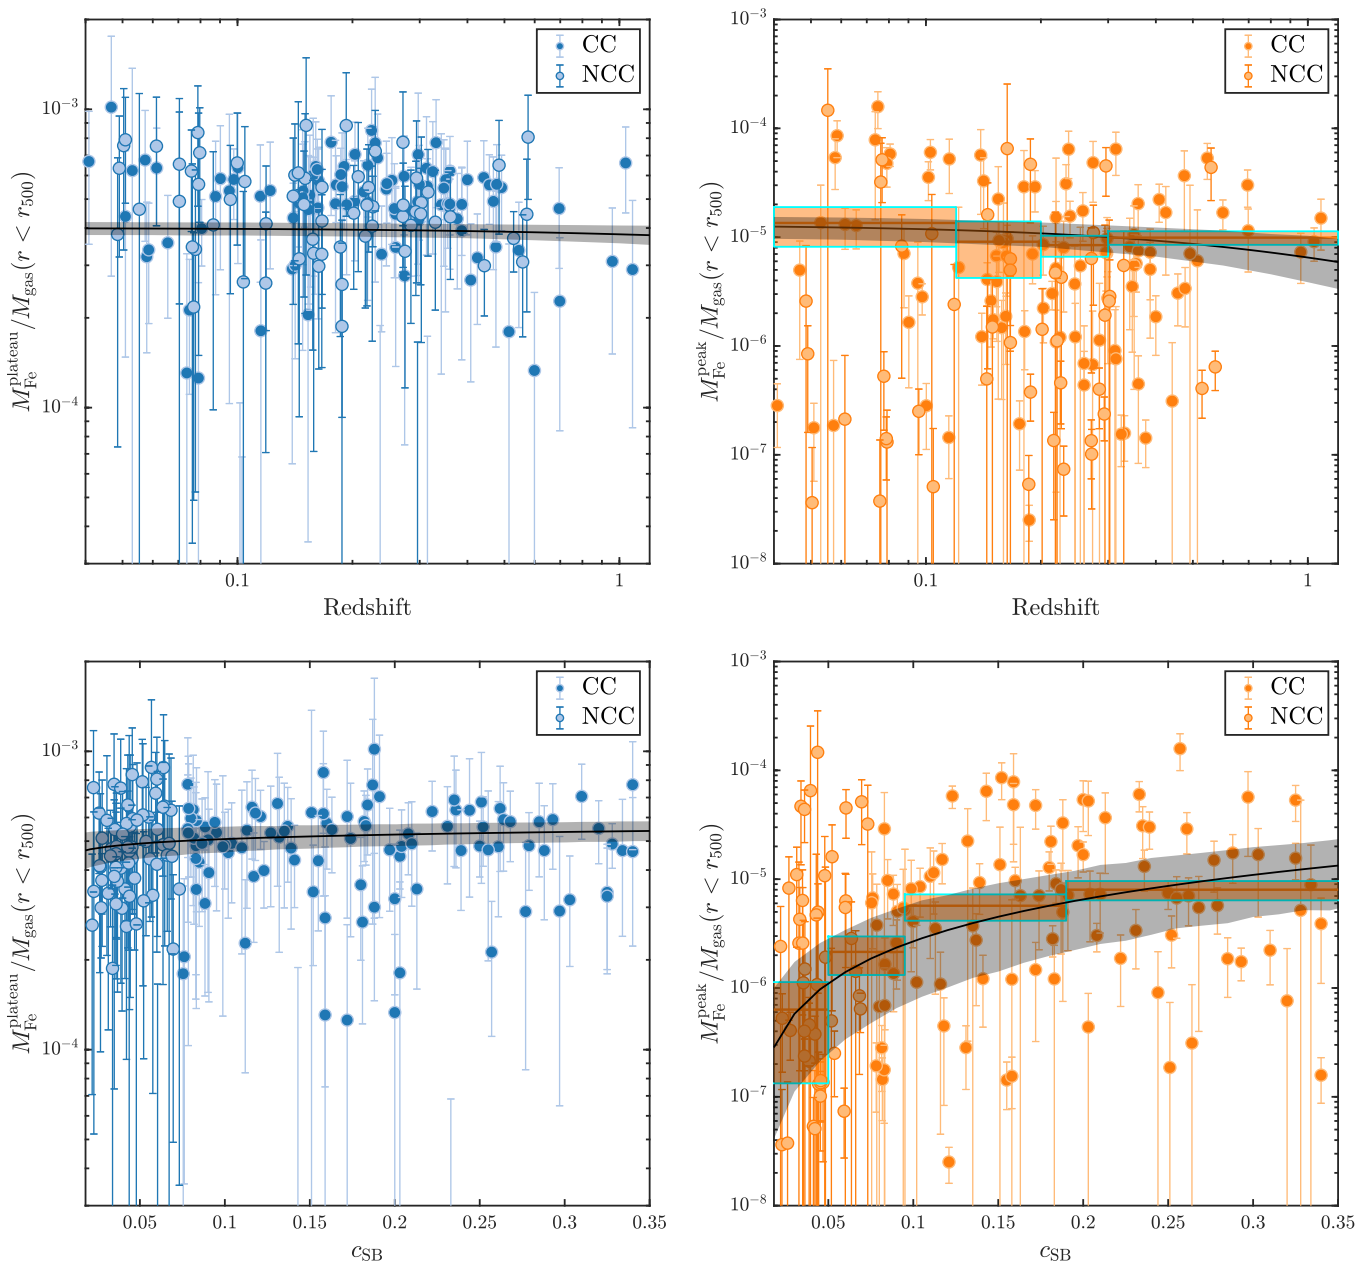 CC
NCC
10⁻³
10⁻⁴
M_Fe^plateau/M_gas(r < r_500)
0.1
1
Redshift
CC
NCC
10⁻³
10⁻⁴
10⁻⁵
10⁻⁶
10⁻⁷
10⁻⁸
M_Fe^peak/M_gas(r < r_500)
0.1
1
Redshift
CC
NCC
10⁻³
10⁻⁴
M_Fe^plateau/M_gas(r < r_500)
0.05
0.1
0.15
0.2
0.25
0.3
0.35
c_SB
CC
NCC
10⁻³
10⁻⁴
10⁻⁵
10⁻⁶
10⁻⁷
10⁻⁸
M_Fe^peak/M_gas(r < r_500)
0.05
0.1
0.15
0.2
0.25
0.3
0.35
c_SB